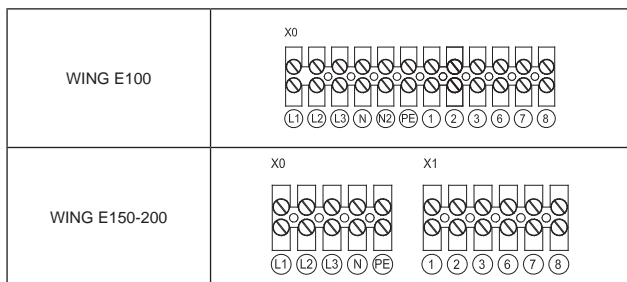 X0
WING E100
L1 L2 L3 N N2 PE 1 2 3 6 7 8
X0 X1
WING E150-200
L1 L2 L3 N PE 1 2 3 6 7 8